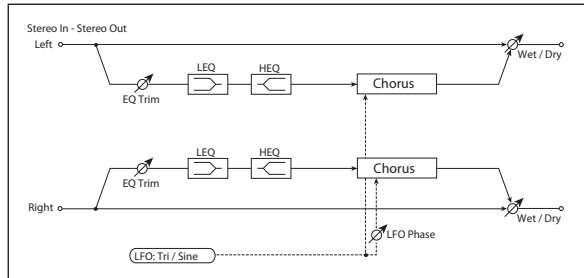 Stereo In - Stereo Out
Left
Wet / Dry
LEQ
HEQ
EQ Trim
Chorus
LEQ
HEQ
EQ Trim
Chorus
Right
Wet / Dry
LFO Phase
LFO: Tri / Sine